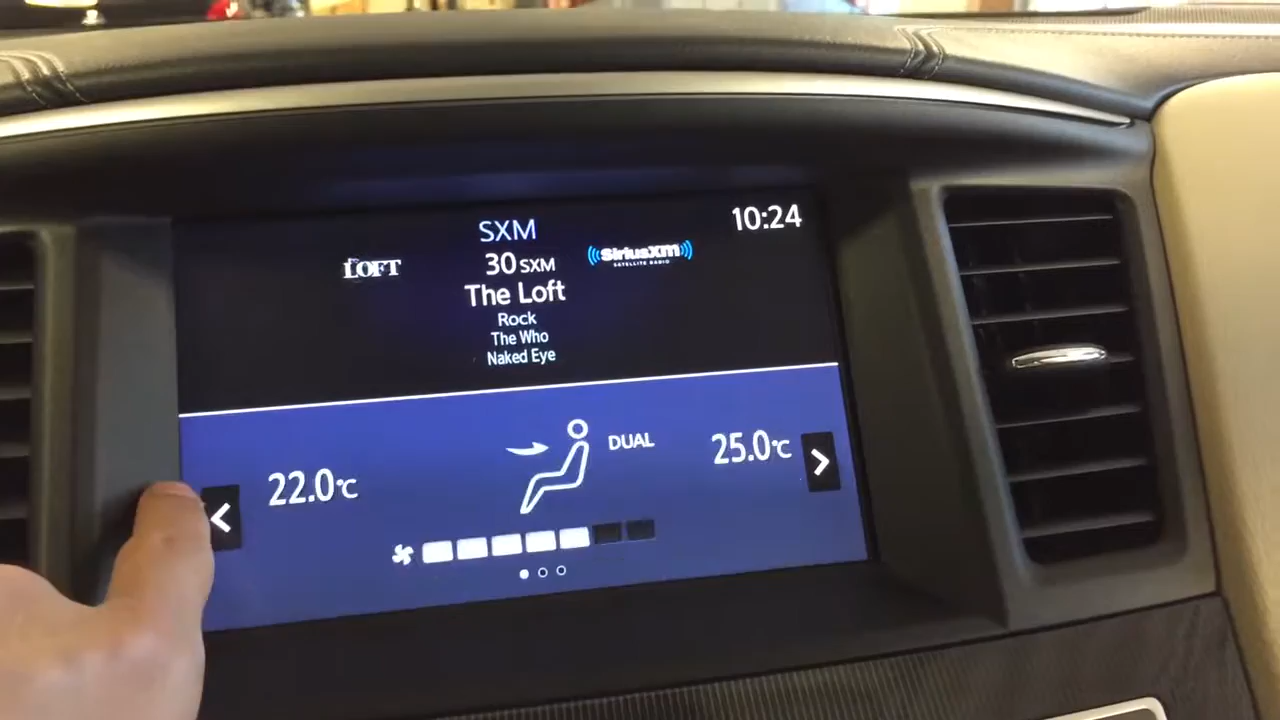 SXM
10:24
LOFT
30 SXM
SiriusXM
SATELLITE RADIO
The Loft
Rock
The Who
Naked Eye
DUAL
22.0°C
25.0°C